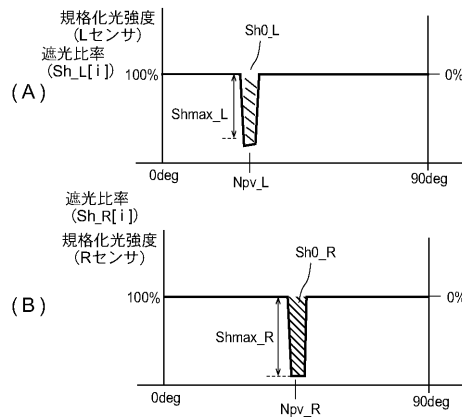 規格化光強度
(Lセンサ)
遮光比率
(Sh_L[i])
Sh0_L
100%
0%
(A)
Shmax_L
0deg
Npv_L
90deg
遮光比率
(Sh_R[i])
規格化光強度
(Rセンサ)
Sh0_R
100%
0%
(B)
Shmax_R
0deg
Npv_R
90deg